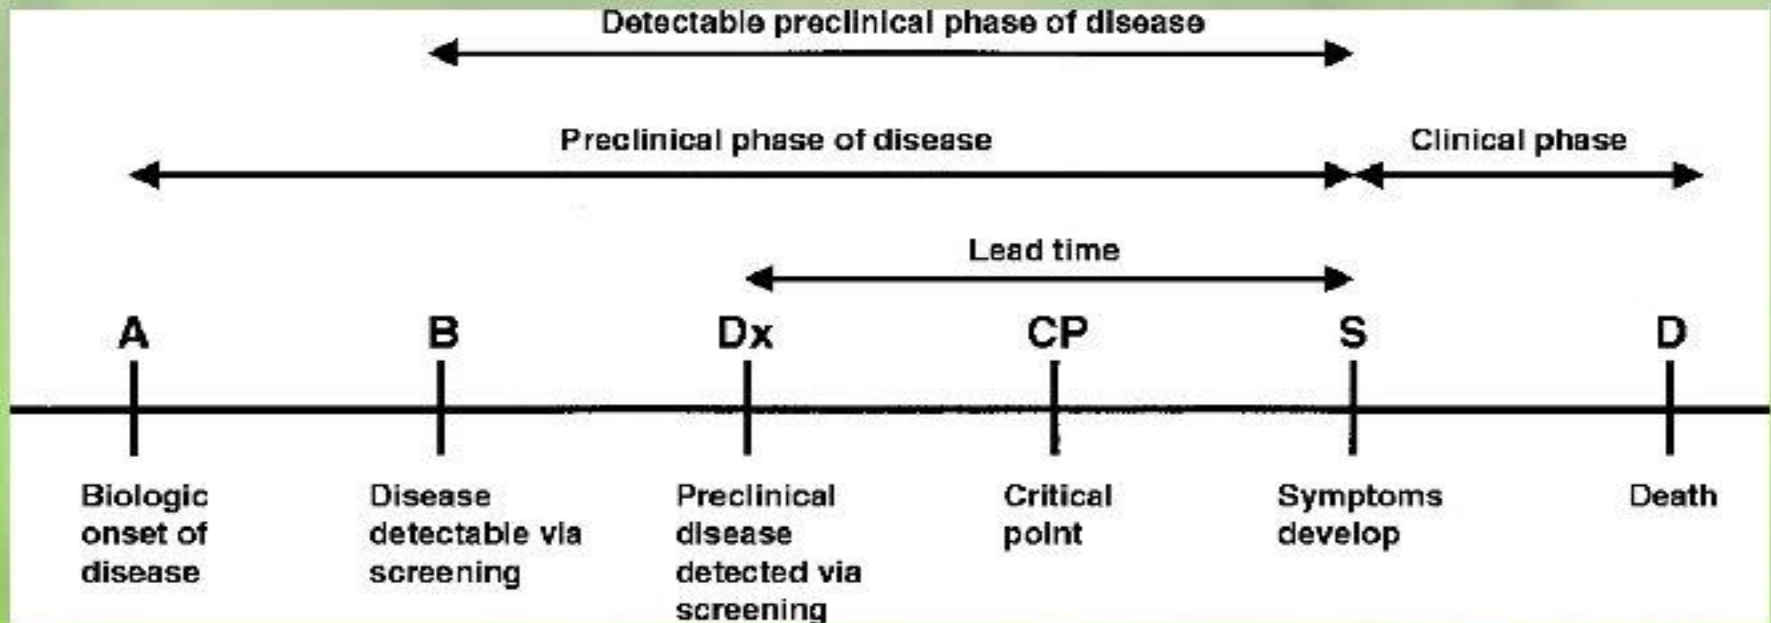 Detectable preclinical phase of disease
Preclinical phase of disease
Clinical phase
Lead time
A B Dx CP S D
Biologic
onset of
disease
Disease
detectable via
screening
Preclinical
disease
detected via
screening
Critical
point
Symptoms
develop
Death